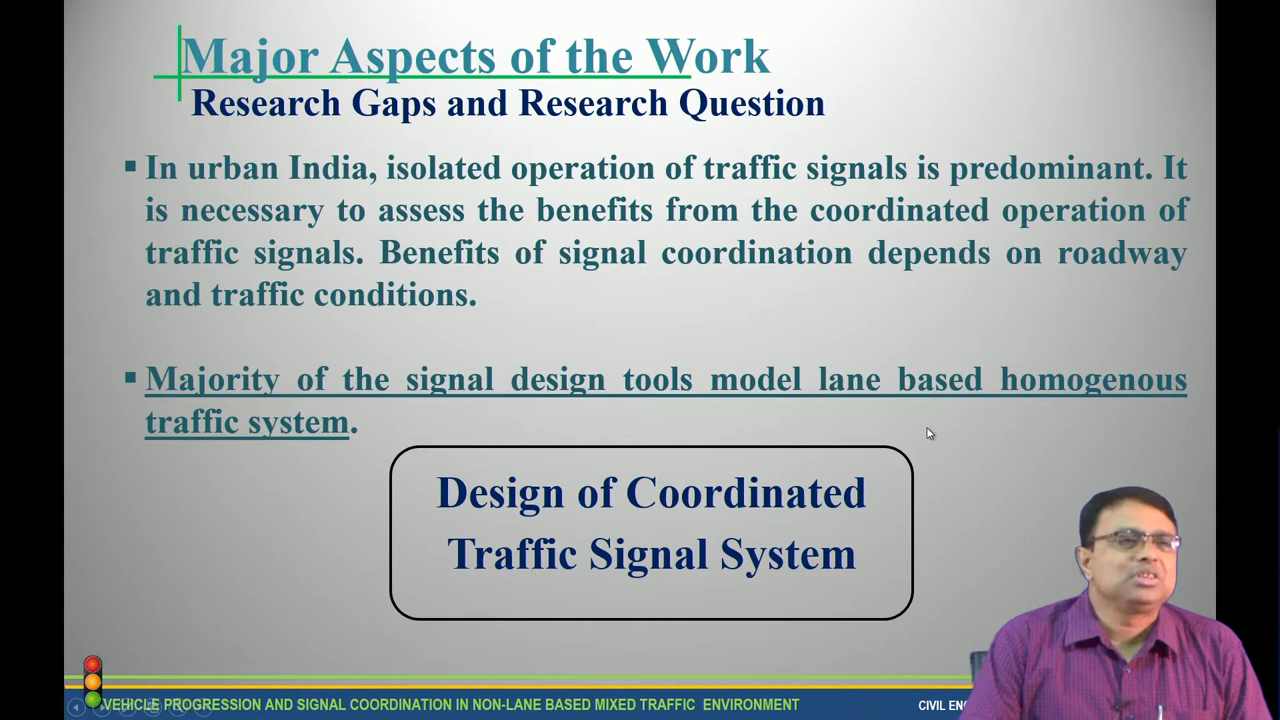 Major Aspects of the Work
Research Gaps and Research Question
▪ In urban India, isolated operation of traffic signals is predominant. It
is necessary to assess the benefits from the coordinated operation of
traffic signals. Benefits of signal coordination depends on roadway
and traffic conditions.
▪ Majority of the signal design tools model lane based homogenous
traffic system.
Design of Coordinated
Traffic Signal System
VEHICLE PROGRESSION AND SIGNAL COORDINATION IN NON-LANE BASED MIXED TRAFFIC ENVIRONMENT
CIVIL